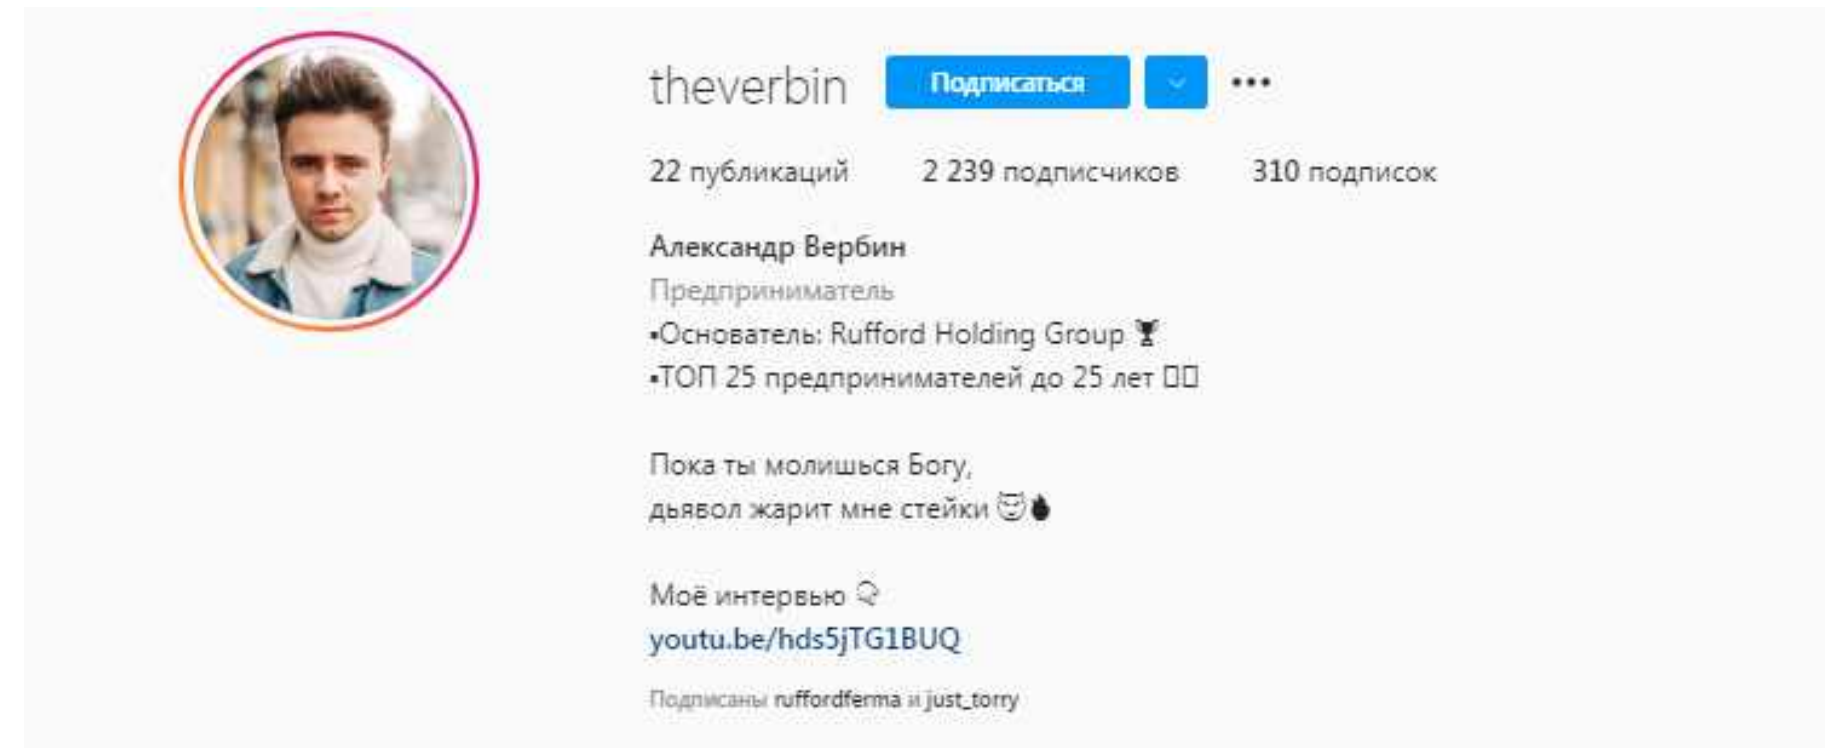 theverbin Подписаться •••
22 публикаций 2 239 подписчиков 310 подписок
Александр Вербин
Предприниматель
▪Основатель: Rufford Holding Group 🏆
▪ТОП 25 предпринимателей до 25 лет
Пока ты молишься Богу,
дьявол жарит мне стейки 😈🔥
Моё интервью 👇
youtu.be/hds5jTG1BUQ
Подписаны ruffordferma и just_torry